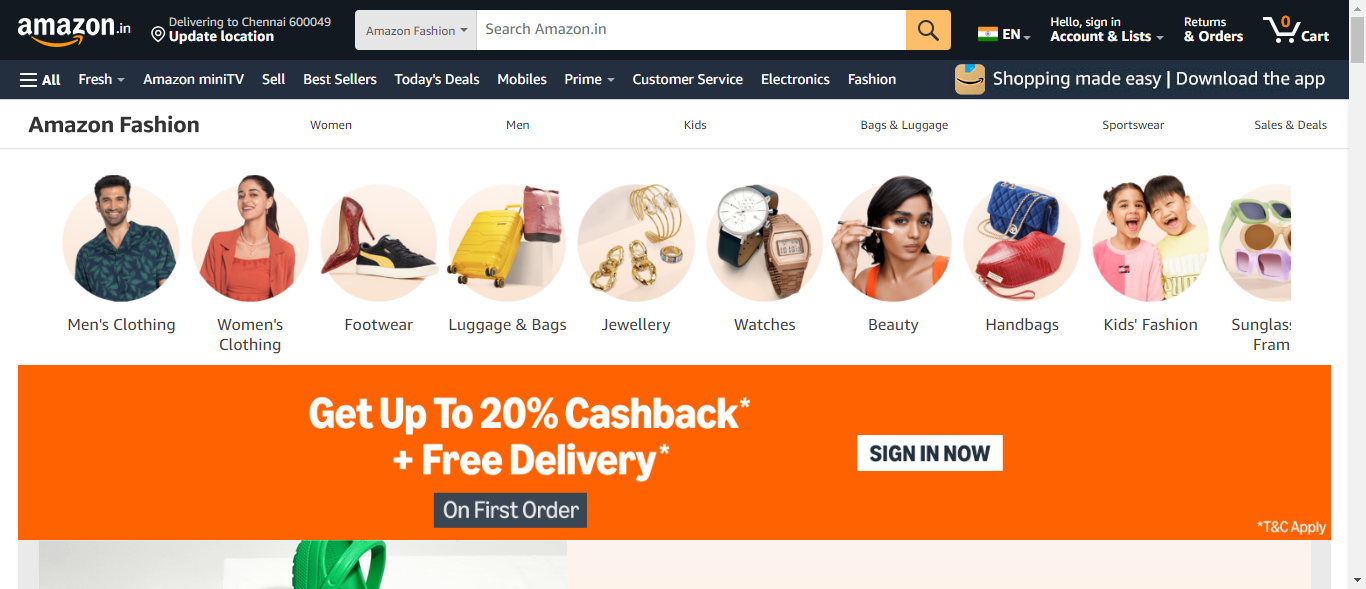 amazon.in
Delivering to Chennai 600049
Update location
Amazon Fashion
Search Amazon.in
EN
Hello, sign in
Account & Lists
Returns
& Orders
0
Cart
All
Fresh
Amazon miniTV
Sell
Best Sellers
Today's Deals
Mobiles
Prime
Customer Service
Electronics
Fashion
Shopping made easy | Download the app
Amazon Fashion
Women
Men
Kids
Bags & Luggage
Sportswear
Sales & Deals
Men's Clothing
Women's
Clothing
Footwear
Luggage & Bags
Jewellery
Watches
Beauty
Handbags
Kids' Fashion
Sunglass
Fram
Get Up To 20% Cashback*
+ Free Delivery*
On First Order
SIGN IN NOW
*T&C Apply